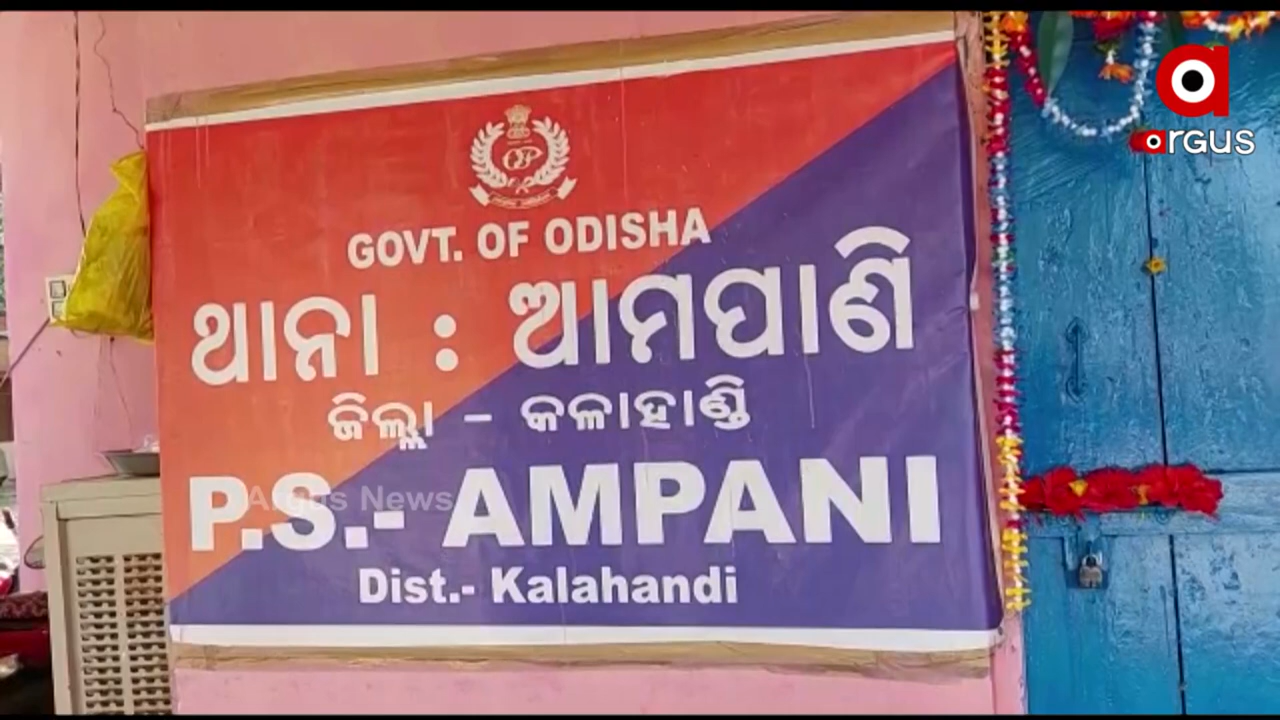 aRGUS
GOVT. OF ODISHA
ଥାନା : ଆମପାଣି
ଜିଲ୍ଲା - କଳାହାଣ୍ଡି
P.S.- AMPANI
Argus News
Dist.- Kalahandi